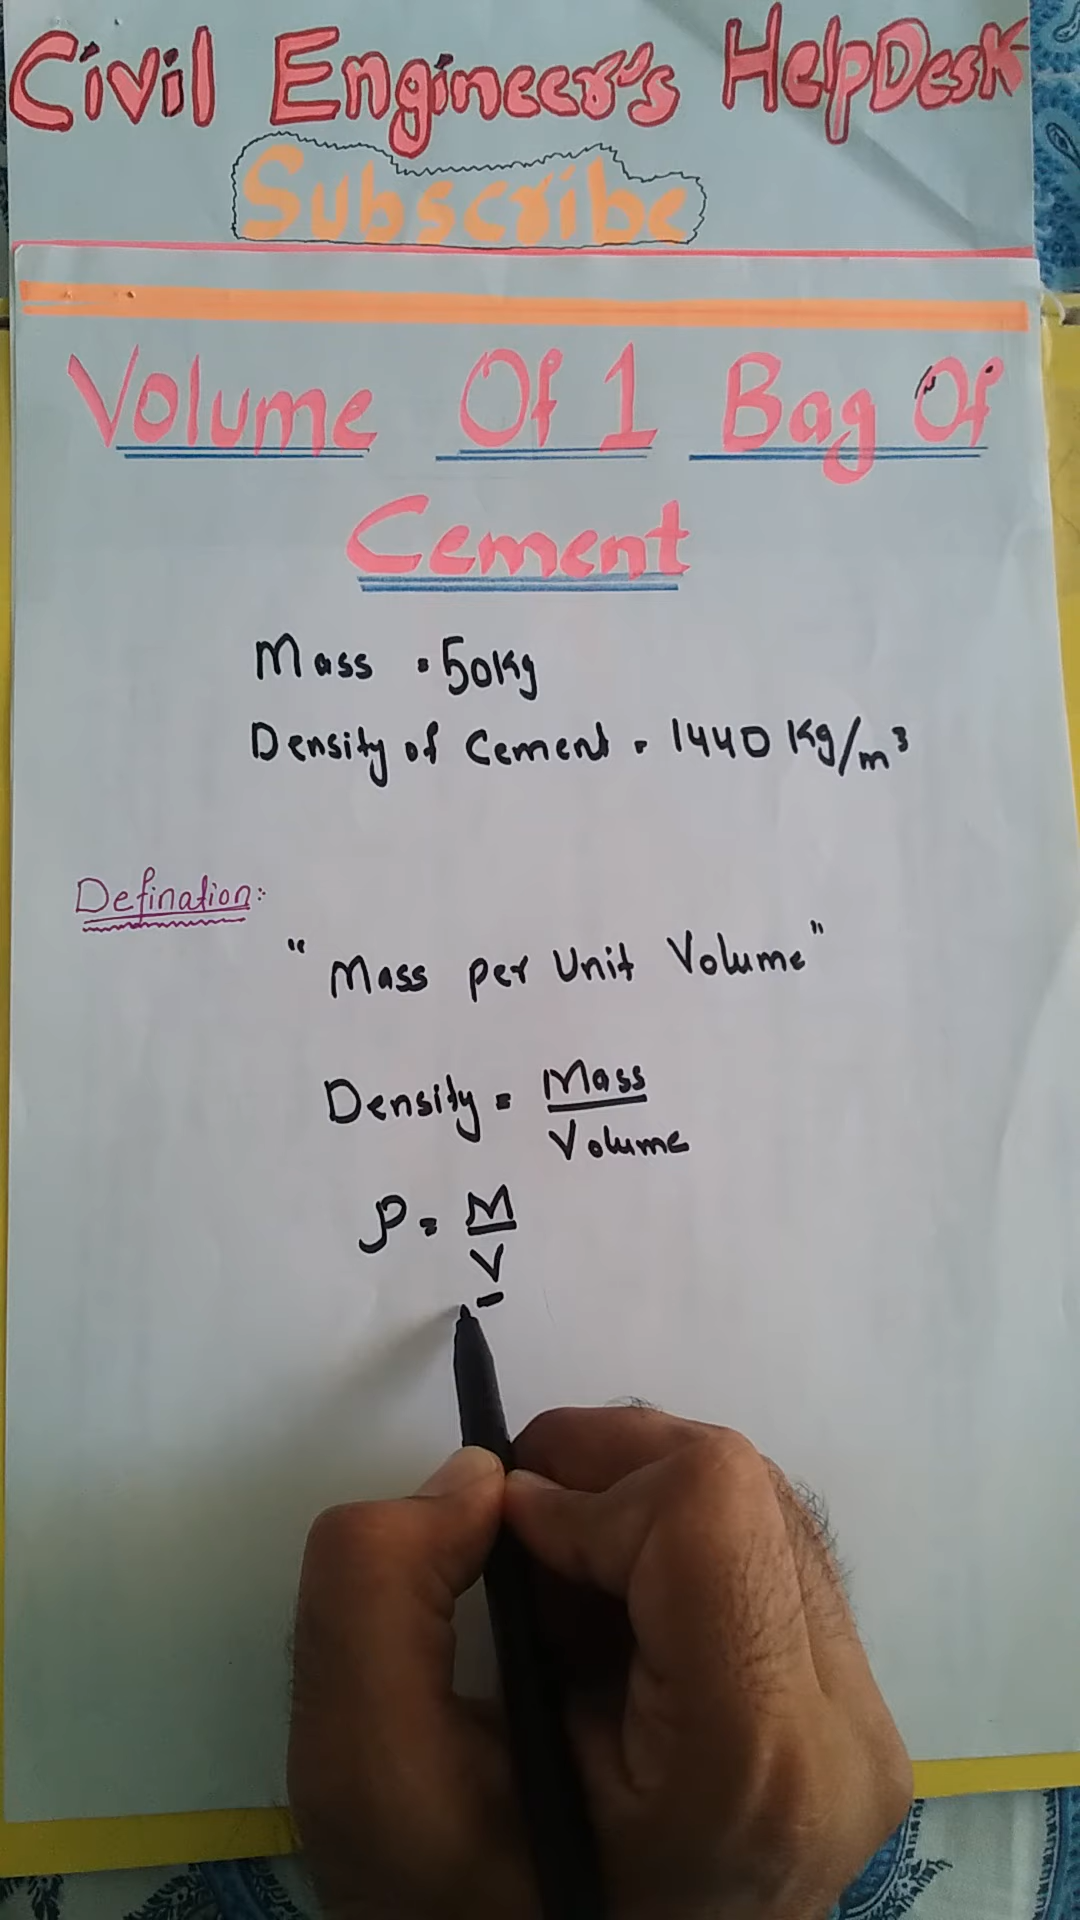 Civil Engineer's HelpDesk
Subscribe
Volume Of 1 Bag Of
Cement
Mass = 50Kg
Density of Cement = 1440 Kg/m³
Defination:
"Mass per Unit Volume"
Density = Mass
Volume
ρ = M
V